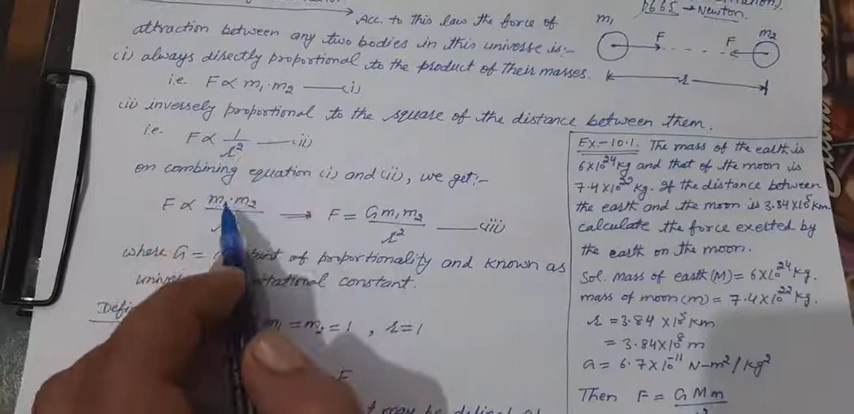 Acc. to this law the force of
attraction between any two bodies in this universe is:-
(i) always directly proportional to the product of their masses.
i.e. F ∝ m₁.m₂ —(i)
(ii) inversely proportional to the square of the distance between them.
i.e. F ∝ 1/r² —(ii)
on combining equation (i) and (ii), we get:-
F ∝ m₁.m₂ → F = G m₁ m₂ / r² —(iii)
where G = of proportionality and known as
constant.
m₁ = m₂ = 1 , r = 1
F
may be defined as
1665 → Newton.
m₁ m₂
F F
r
Ex.-10.1. The mass of the earth is
6×10²⁴ kg and that of the moon is
7.4×10²² kg. If the distance between
the earth and the moon is 3.84×10⁵ km
calculate the force exerted by
the earth on the moon.
Sol. Mass of earth (M) = 6×10²⁴ kg.
mass of moon (m) = 7.4×10²² kg.
r = 3.84 ×10⁵ km
= 3.84×10⁸ m
G = 6.7×10⁻¹¹ N-m²/kg²
Then F = G M m